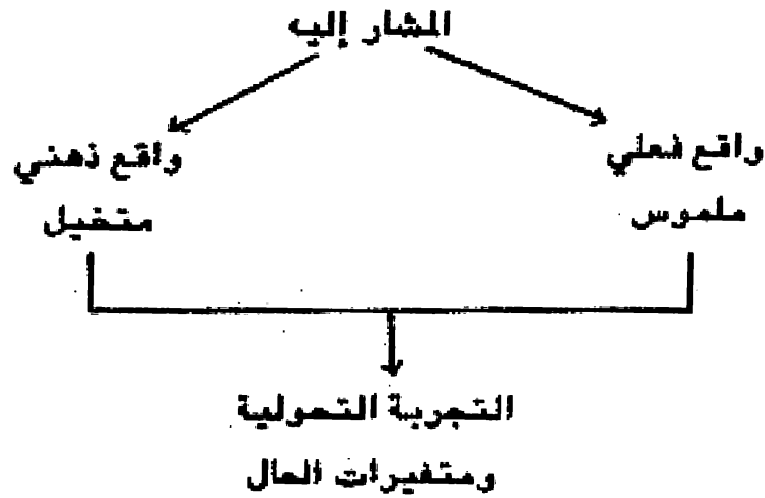 المشار إليه
واقع فعلي
ملموس
واقع ذهني
متخيل
التجربة التحولية
ومتغيرات الحال